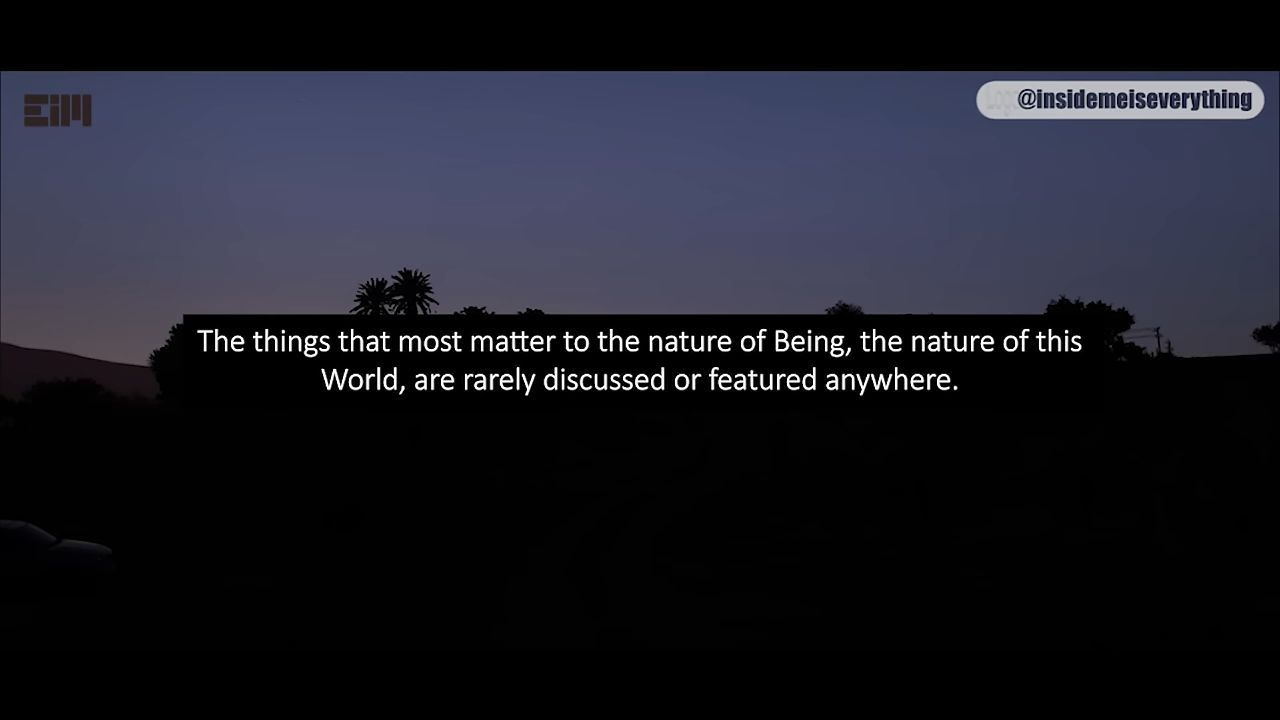 EiM
@insidemeiseverything
The things that most matter to the nature of Being, the nature of this
World, are rarely discussed or featured anywhere.